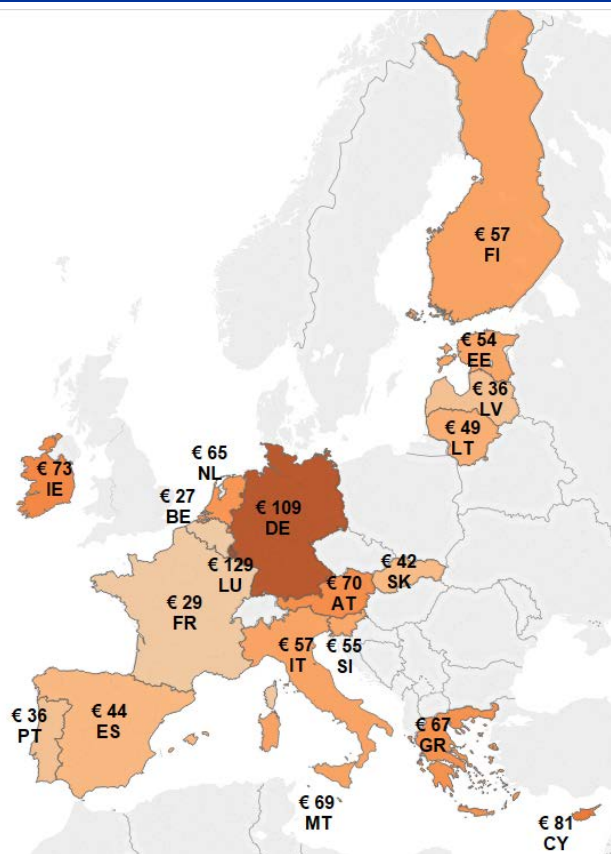 € 57
FI
€ 54
EE
€ 36
LV
€ 49
LT
€ 73
IE
€ 65
NL
€ 27
BE
€ 109
DE
€ 129
LU
€ 42
SK
€ 70
AT
€ 29
FR
€ 57
IT
€ 55
SI
€ 36
PT
€ 44
ES
€ 67
GR
€ 69
MT
€ 81
CY